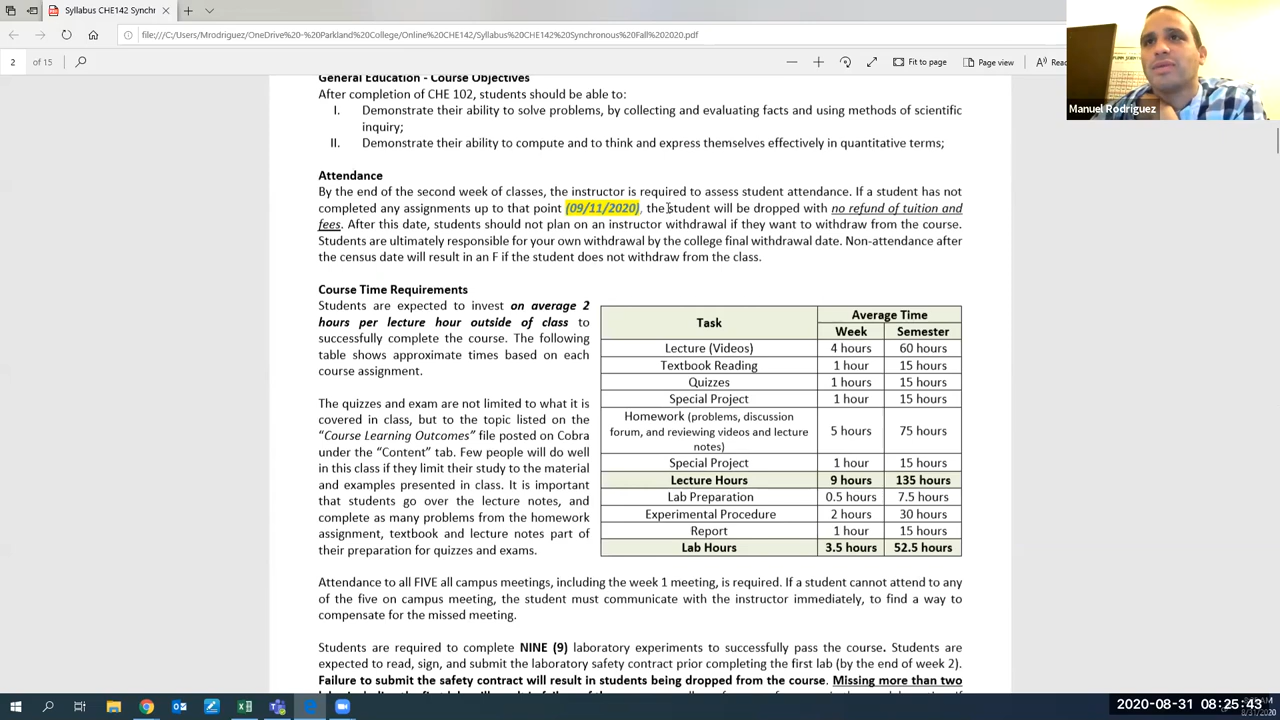 Syllabus CHE142 Synchr
file:///C:/Users/Mrodriguez/OneDrive%20-%20Parkland%20College/Online%20CHE142/Syllabus%20CHE142%20Synchronous%20Fall%202020.pdf
2 of 15
Fit to page
Page view
Manuel Rodriguez
General Education - Course Objectives
After completion of CHE 102, students should be able to:
I. Demonstrate their ability to solve problems, by collecting and evaluating facts and using methods of scientific
inquiry;
II. Demonstrate their ability to compute and to think and express themselves effectively in quantitative terms;
Attendance
By the end of the second week of classes, the instructor is required to assess student attendance. If a student has not
completed any assignments up to that point (09/11/2020), the student will be dropped with no refund of tuition and
fees. After this date, students should not plan on an instructor withdrawal if they want to withdraw from the course.
Students are ultimately responsible for your own withdrawal by the college final withdrawal date. Non-attendance after
the census date will result in an F if the student does not withdraw from the class.
Course Time Requirements
Students are expected to invest on average 2
hours per lecture hour outside of class to
successfully complete the course. The following
table shows approximate times based on each
course assignment.
The quizzes and exam are not limited to what it is
covered in class, but to the topic listed on the
"Course Learning Outcomes" file posted on Cobra
under the "Content" tab. Few people will do well
in this class if they limit their study to the material
and examples presented in class. It is important
that students go over the lecture notes, and
complete as many problems from the homework
assignment, textbook and lecture notes part of
their preparation for quizzes and exams.
Task Average Time
Week Semester
Lecture (Videos) 4 hours 60 hours
Textbook Reading 1 hour 15 hours
Quizzes 1 hours 15 hours
Special Project 1 hour 15 hours
Homework (problems, discussion
forum, and reviewing videos and lecture
notes) 5 hours 75 hours
Special Project 1 hour 15 hours
Lecture Hours 9 hours 135 hours
Lab Preparation 0.5 hours 7.5 hours
Experimental Procedure 2 hours 30 hours
Report 1 hour 15 hours
Lab Hours 3.5 hours 52.5 hours
Attendance to all FIVE all campus meetings, including the week 1 meeting, is required. If a student cannot attend to any
of the five on campus meeting, the student must communicate with the instructor immediately, to find a way to
compensate for the missed meeting.
Students are required to complete NINE (9) laboratory experiments to successfully pass the course. Students are
expected to read, sign, and submit the laboratory safety contract prior completing the first lab (by the end of week 2).
Failure to submit the safety contract will result in students being dropped from the course. Missing more than two
2020-08-31 08:25:43
8/31/2020